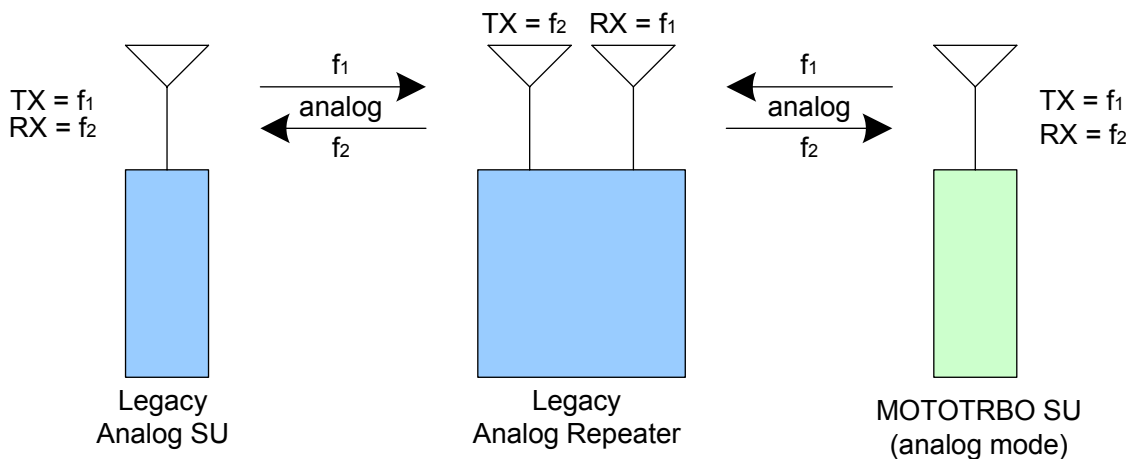 TX = f2 RX = f1
f1
analog
f2
TX = f1
RX = f2
f1
analog
f2
TX = f1
RX = f2
Legacy
Analog SU
Legacy
Analog Repeater
MOTOTRBO SU
(analog mode)